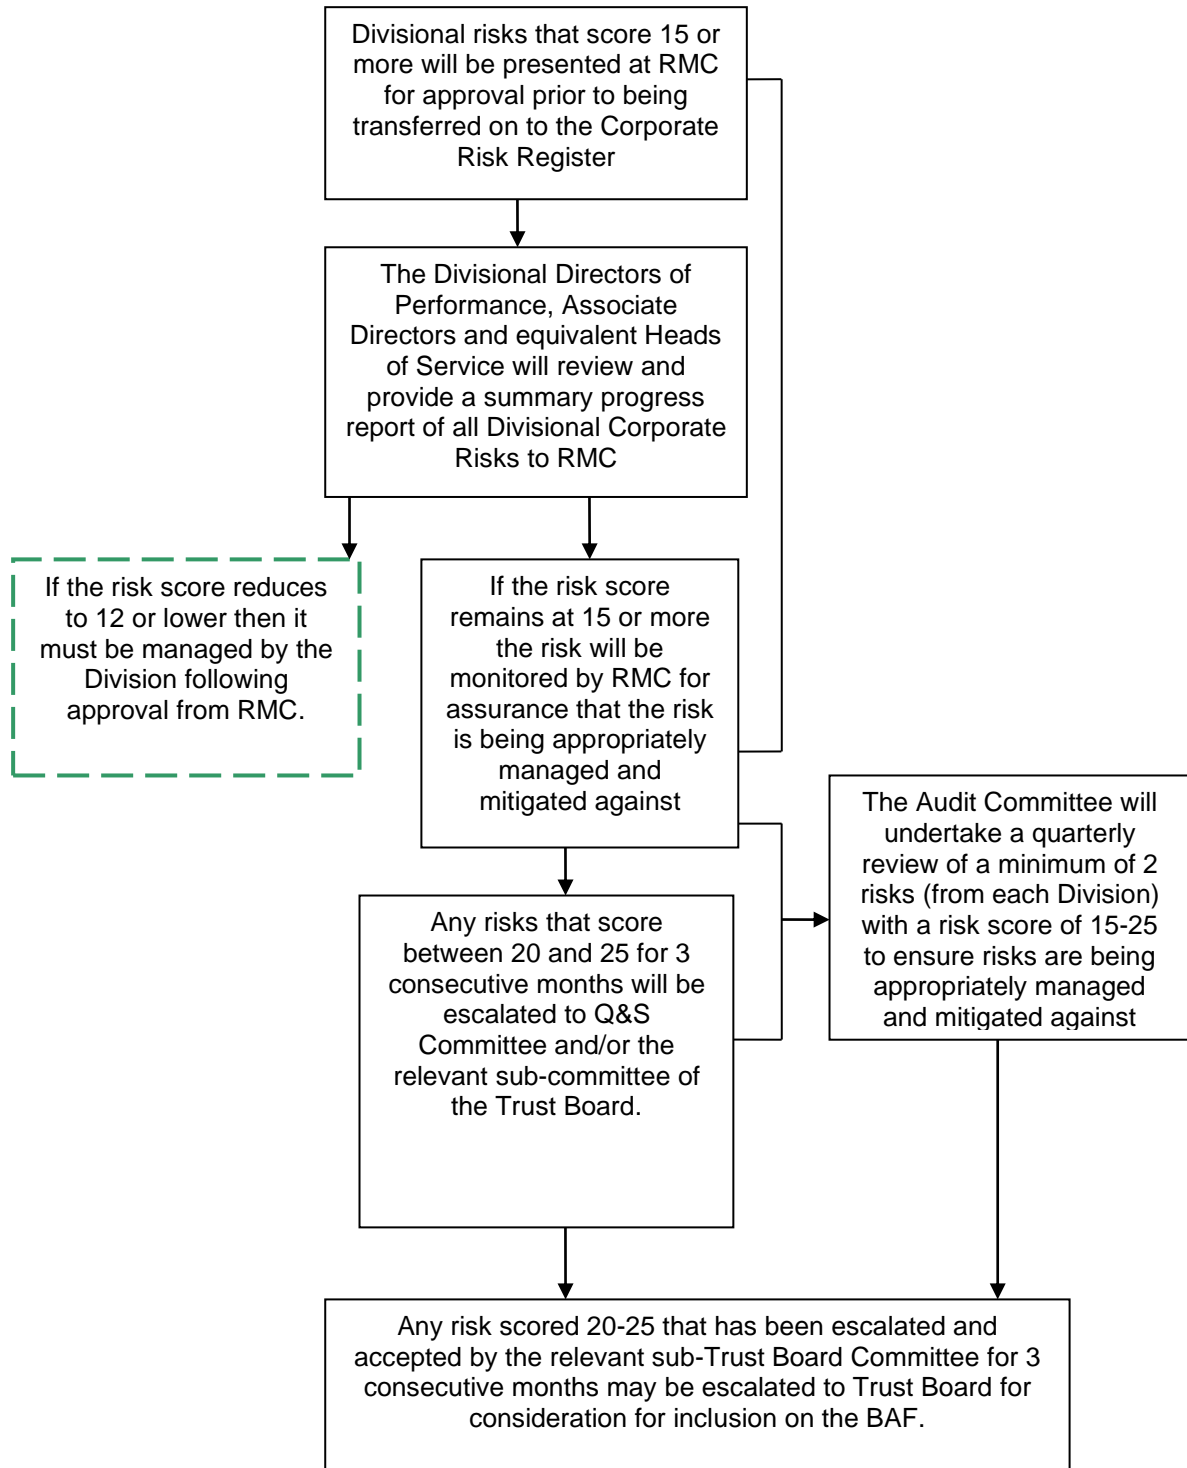 Divisional risks that score 15 or
more will be presented at RMC
for approval prior to being
transferred on to the Corporate
Risk Register
The Divisional Directors of
Performance, Associate
Directors and equivalent Heads
of Service will review and
provide a summary progress
report of all Divisional Corporate
Risks to RMC
If the risk score reduces
to 12 or lower then it
must be managed by the
Division following
approval from RMC.
If the risk score
remains at 15 or more
the risk will be
monitored by RMC for
assurance that the risk
is being appropriately
managed and
mitigated against
The Audit Committee will
undertake a quarterly
review of a minimum of 2
risks (from each Division)
with a risk score of 15-25
to ensure risks are being
appropriately managed
and mitigated against
Any risks that score
between 20 and 25 for 3
consecutive months will be
escalated to Q&S
Committee and/or the
relevant sub-committee of
the Trust Board.
Any risk scored 20-25 that has been escalated and
accepted by the relevant sub-Trust Board Committee for 3
consecutive months may be escalated to Trust Board for
consideration for inclusion on the BAF.